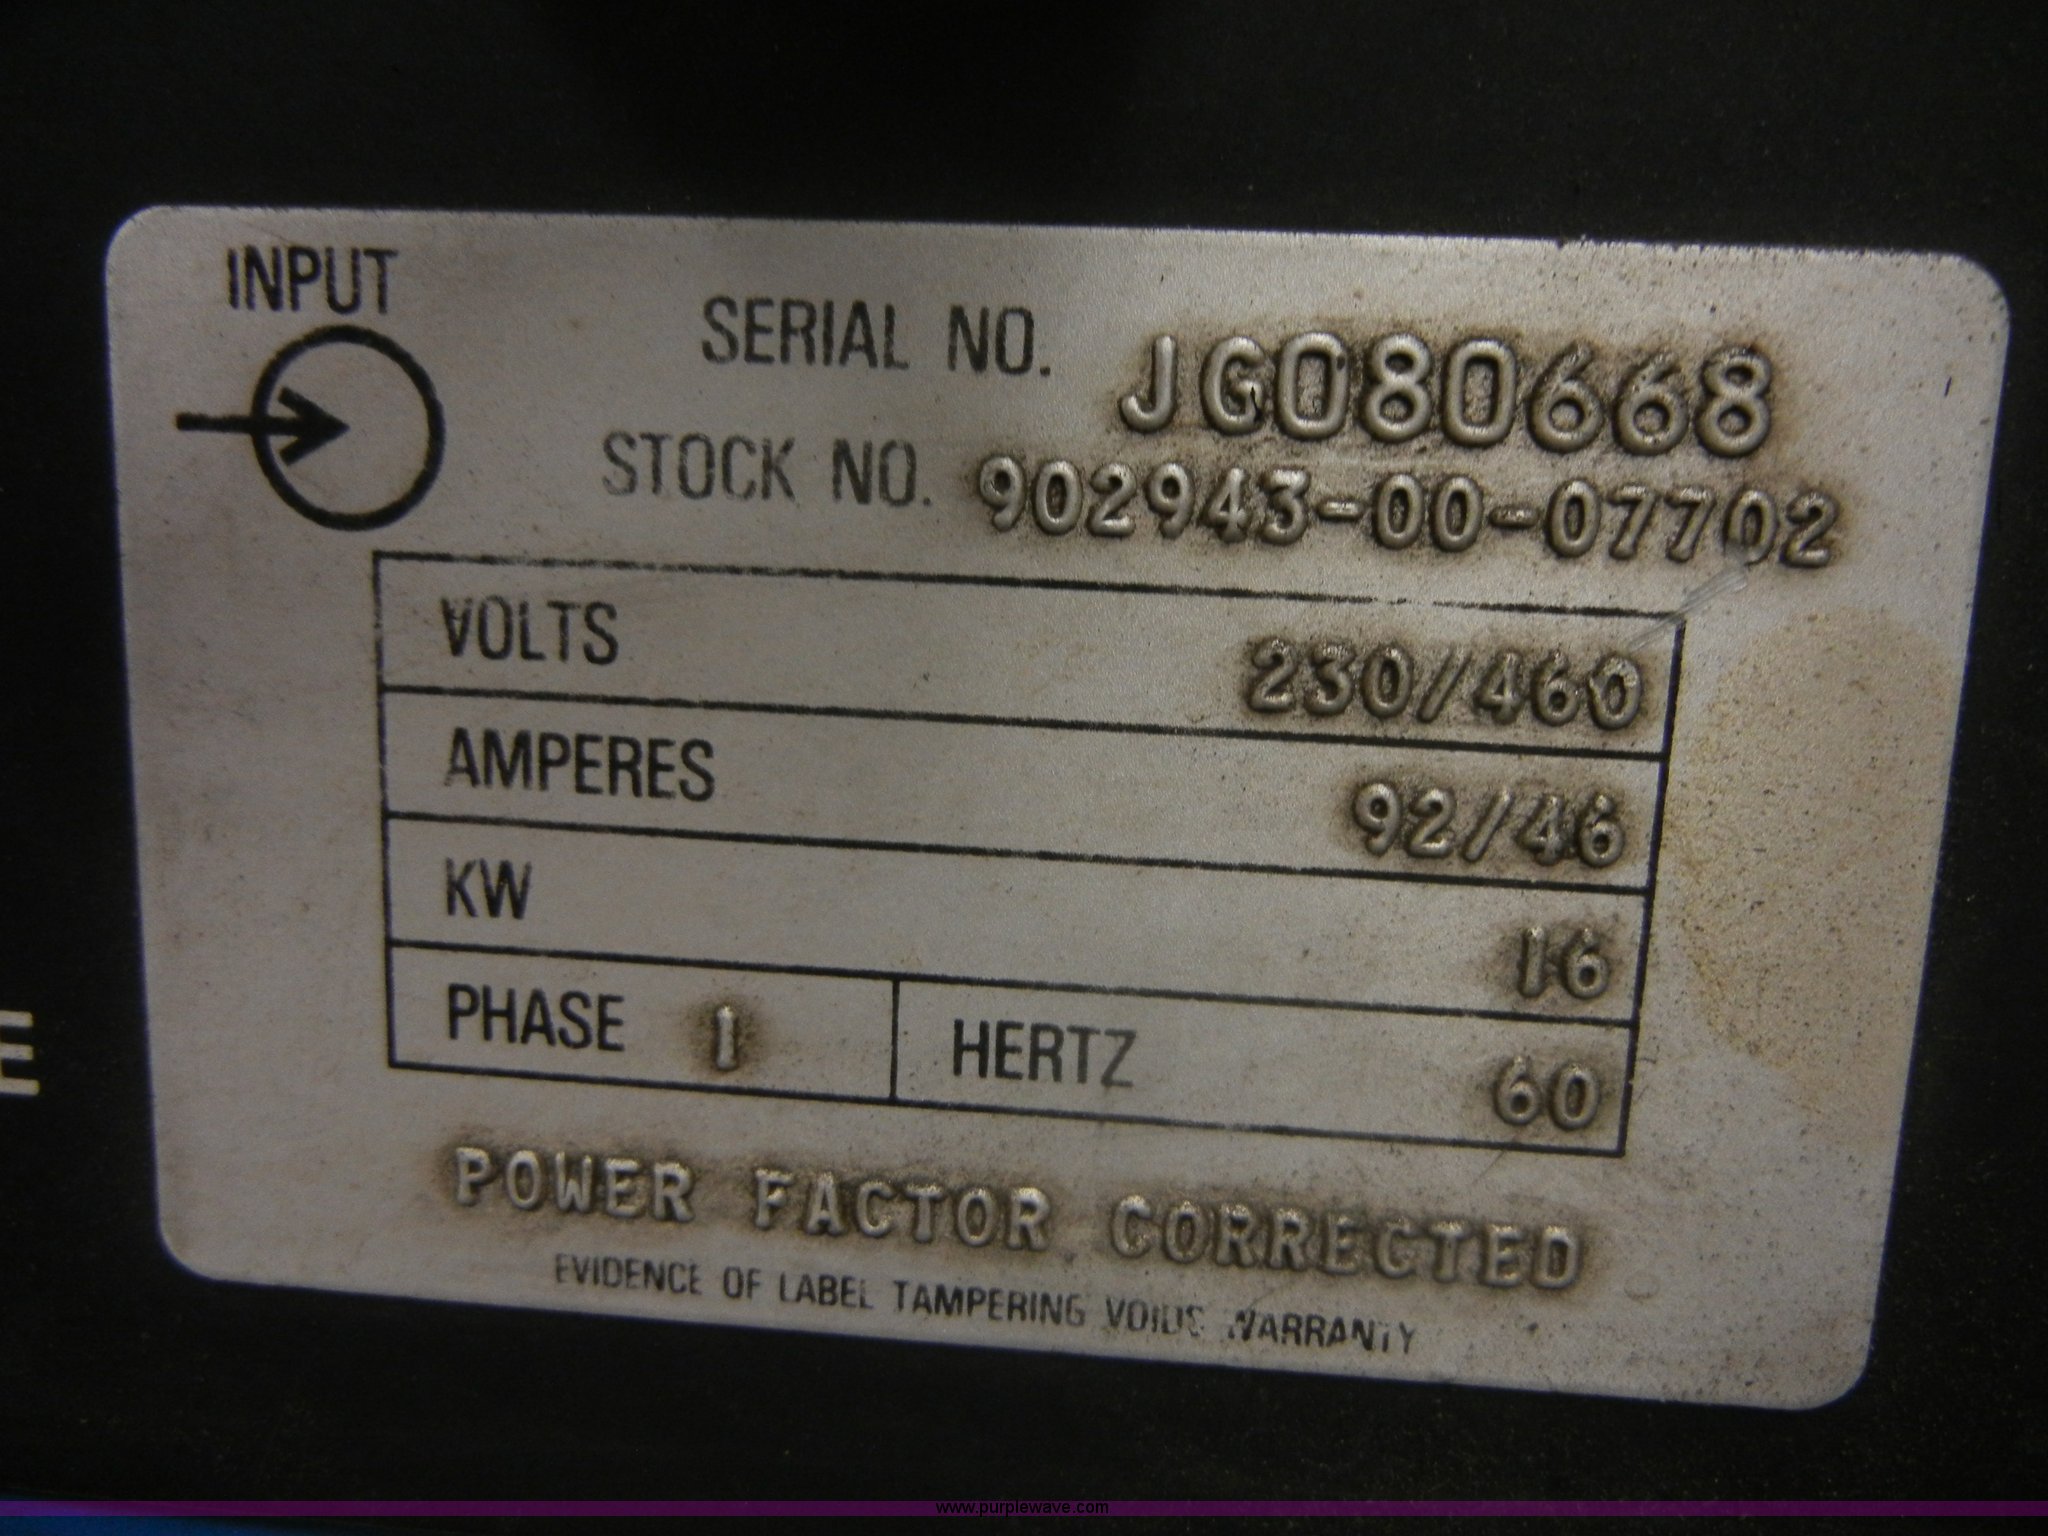 INPUT
SERIAL NO. JG080668
STOCK NO. 902943-00-07702
VOLTS 230/460
AMPERES 92/46
KW 16
PHASE 1 HERTZ 60
E
POWER FACTOR CORRECTED
EVIDENCE OF LABEL TAMPERING VOIDS WARRANTY
www.purplewave.com